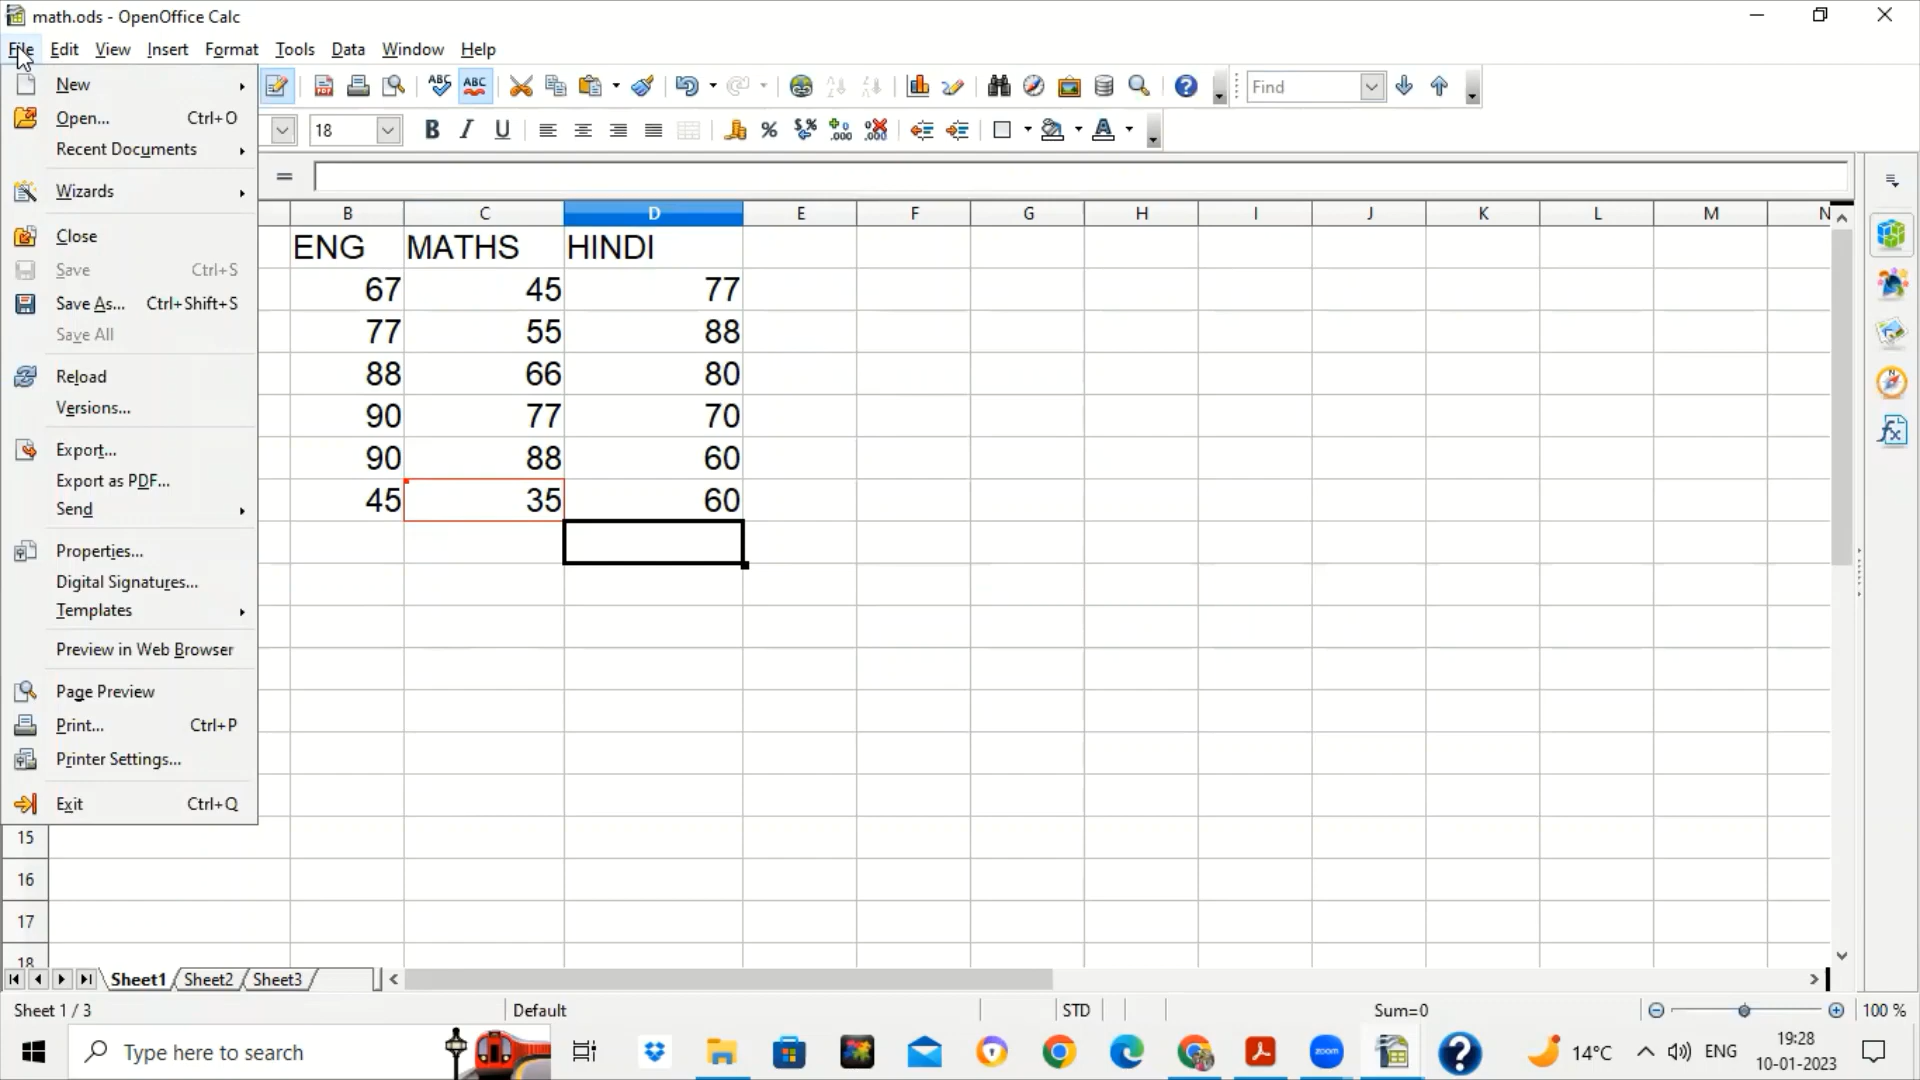 math.ods - OpenOffice Calc
File Edit View Insert Format Tools Data Window Help
New
Open... Ctrl+O
Recent Documents
Wizards
Close
Save Ctrl+S
Save As... Ctrl+Shift+S
Save All
Reload
Versions...
Export...
Export as PDF...
Send
Properties...
Digital Signatures...
Templates
Preview in Web Browser
Page Preview
Print... Ctrl+P
Printer Settings...
Exit Ctrl+Q
ABC ABC Find
18 B I U % .000 .000 A
=
B C D E F G H I J K L M N
ENG MATHS HINDI
67 45 77
77 55 88
88 66 80
90 77 70
90 88 60
45 35 60
15
16
17
18
Sheet1 Sheet2 Sheet3
Sheet 1 / 3 Default STD Sum=0 100 %
Type here to search zoom 14°C ENG 19:28
10-01-2023